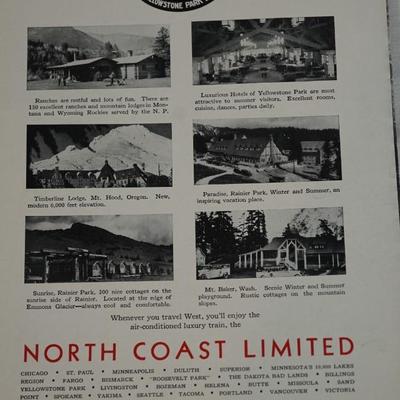 YELLOWSTONE PARK
Ranches are restful and lots of fun. There are
150 excellent ranches and mountain lodges in Mon-
tana and Wyoming Rockies served by the N. P.
Luxurious Hotels of Yellowstone Park are most
attractive to summer visitors. Excellent rooms,
cuisine, dances, parties daily.
Timberline Lodge, Mt. Hood, Oregon. New,
modern 6,000 feet elevation.
Paradise, Rainier Park, Winter and Summer, an
inspiring vacation place.
Sunrise, Rainier Park, 200 nice cottages on the
sunrise side of Rainier. Located at the edge of
Emmons Glacier—always cool and comfortable.
Mt. Baker, Wash. Scenic Winter and Summer
playground. Rustic cottages on the mountain
slopes.
Whenever you travel West, you'll enjoy the
air-conditioned luxury train, the
NORTH COAST LIMITED
CHICAGO • ST. PAUL • MINNEAPOLIS • DULUTH • SUPERIOR • MINNESOTA'S 10,000 LAKES
REGION • FARGO • BISMARCK • "ROOSEVELT PARK" • THE DAKOTA BAD LANDS • BILLINGS
YELLOWSTONE PARK • LIVINGSTON • BOZEMAN • HELENA • BUTTE • MISSOULA • SAND
POINT • SPOKANE • YAKIMA • SEATTLE • TACOMA • PORTLAND • VANCOUVER • VICTORIA